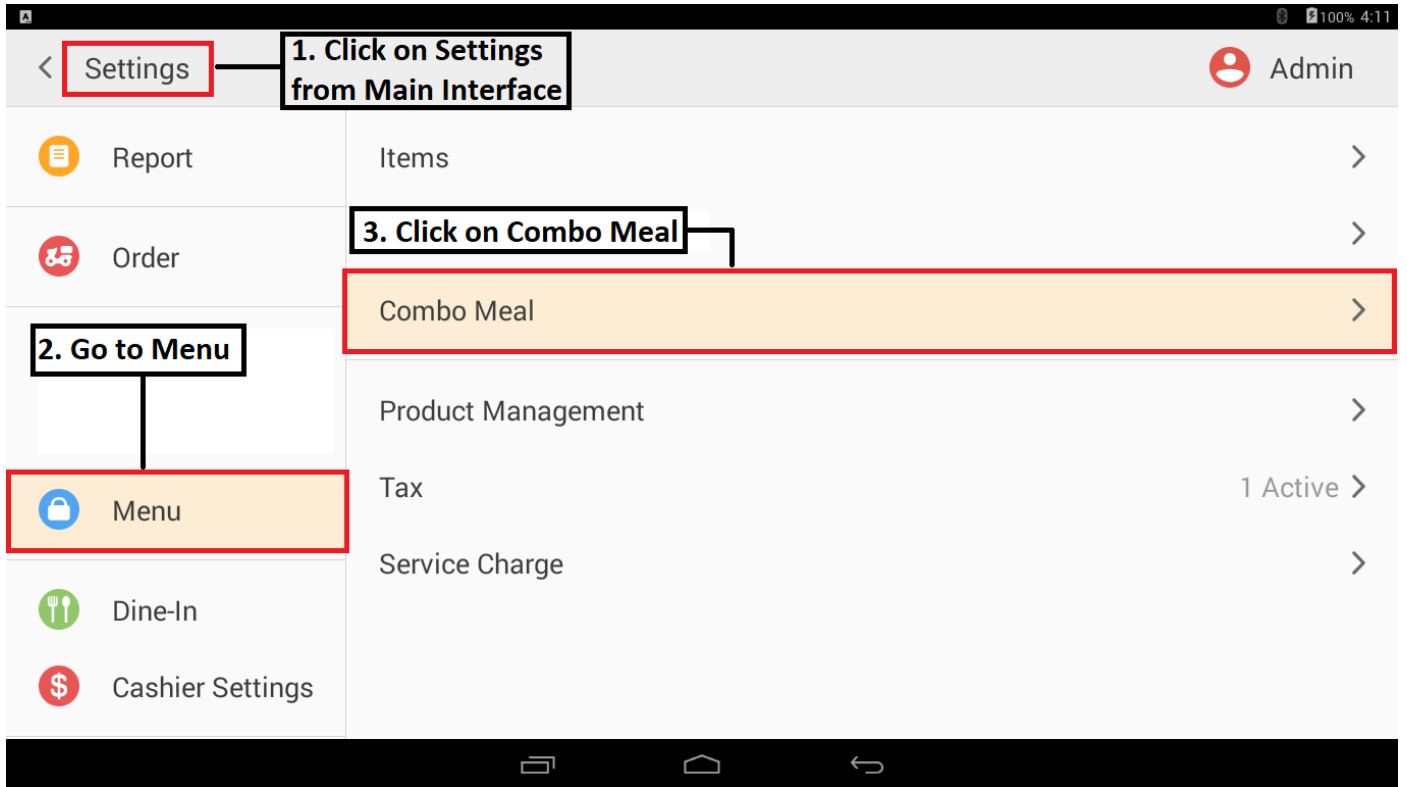 100% 4:11
Settings
1. Click on Settings
from Main Interface
Admin
Report
Items
Order
3. Click on Combo Meal
Combo Meal
2. Go to Menu
Product Management
Menu
Tax
1 Active
Service Charge
Dine-In
Cashier Settings